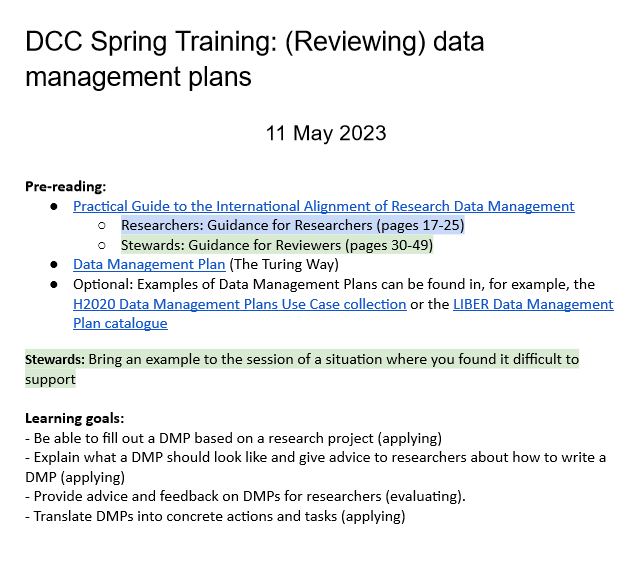 DCC Spring Training: (Reviewing) data
management plans
11 May 2023
Pre-reading:
● Practical Guide to the International Alignment of Research Data Management
○ Researchers: Guidance for Researchers (pages 17-25)
○ Stewards: Guidance for Reviewers (pages 30-49)
● Data Management Plan (The Turing Way)
● Optional: Examples of Data Management Plans can be found in, for example, the
H2020 Data Management Plans Use Case collection or the LIBER Data Management
Plan catalogue
Stewards: Bring an example to the session of a situation where you found it difficult to
support
Learning goals:
- Be able to fill out a DMP based on a research project (applying)
- Explain what a DMP should look like and give advice to researchers about how to write a
DMP (applying)
- Provide advice and feedback on DMPs for researchers (evaluating).
- Translate DMPs into concrete actions and tasks (applying)